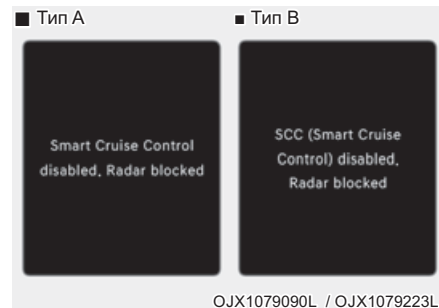 ■ Тип A
■ Тип B
Smart Cruise Control
disabled. Radar blocked
SCC (Smart Cruise
Control) disabled.
Radar blocked
OJX1079090L / OJX1079223L